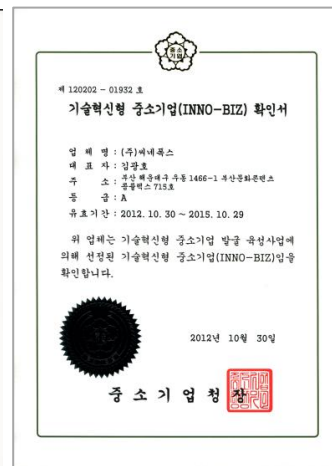 중소
기업
제 120202 - 01932 호
기술혁신형 중소기업(INNO-BIZ) 확인서
업 체 명 : (주)씨네폭스
대 표 자 : 김광호
주 소 : 부산 해운대구 우동 1466-1 부산문화콘텐츠
콤플렉스 715호
등 급 : A
유효기간 : 2012. 10. 30 ~ 2015. 10. 29
위 업체는 기술혁신형 중소기업 발굴 육성사업에
의해 선정된 기술혁신형 중소기업(INNO-BIZ)임을
확인합니다.
2012년 10월 30일
중 소 기 업 청 장